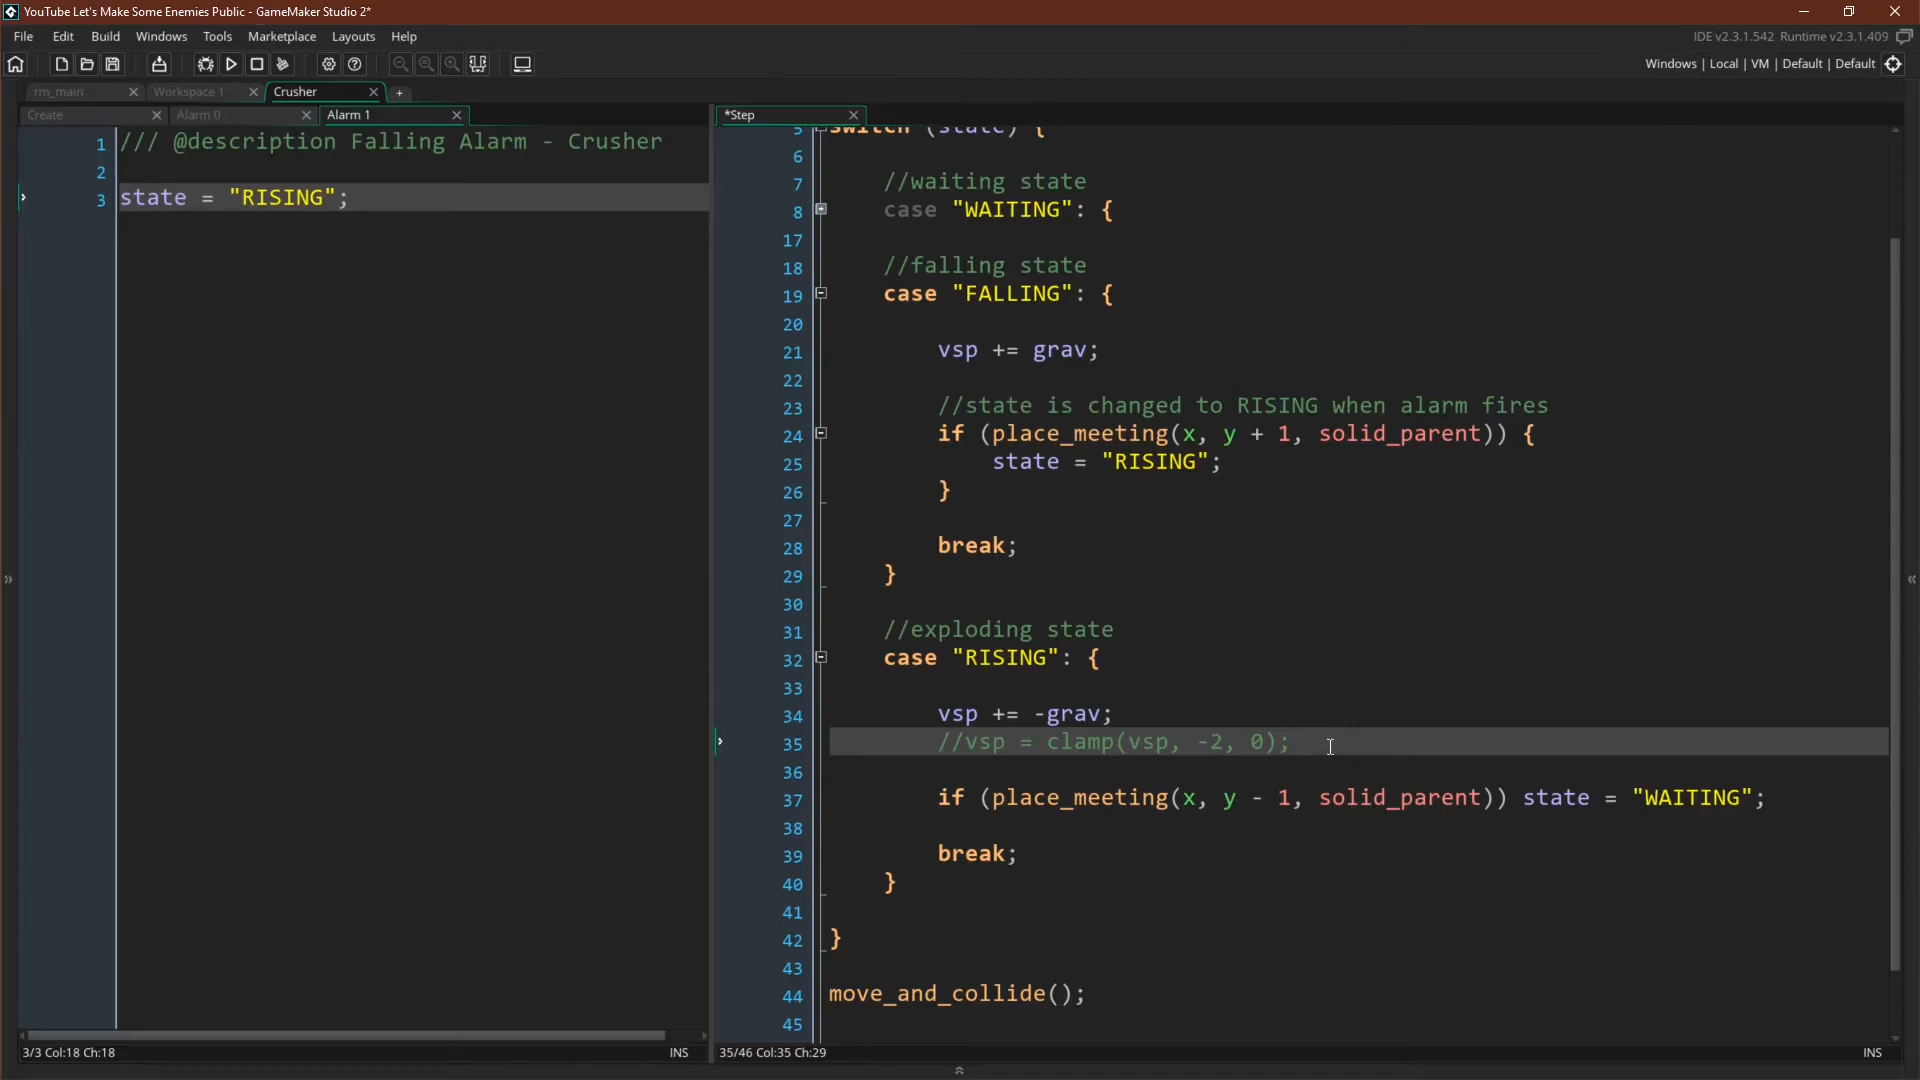 YouTube Let's Make Some Enemies Public - GameMaker Studio 2*
File Edit Build Windows Tools Marketplace Layouts Help
IDE v2.3.1.542 Runtime v2.3.1.409
Windows | Local | VM | Default | Default
rm_main Workspace 1 Crusher +
Create Alarm 0 Alarm 1
1 /// @description Falling Alarm - Crusher
2
3 state = "RISING";
3/3 Col:18 Ch:18 INS
*Step
5 switch (state) {
6
7 //waiting state
8 case "WAITING": {
17
18 //falling state
19 case "FALLING": {
20
21 vsp += grav;
22
23 //state is changed to RISING when alarm fires
24 if (place_meeting(x, y + 1, solid_parent)) {
25 state = "RISING";
26 }
27
28 break;
29 }
30
31 //exploding state
32 case "RISING": {
33
34 vsp += -grav;
35 //vsp = clamp(vsp, -2, 0);
36
37 if (place_meeting(x, y - 1, solid_parent)) state = "WAITING";
38
39 break;
40 }
41
42 }
43
44 move_and_collide();
45
35/46 Col:35 Ch:29 INS